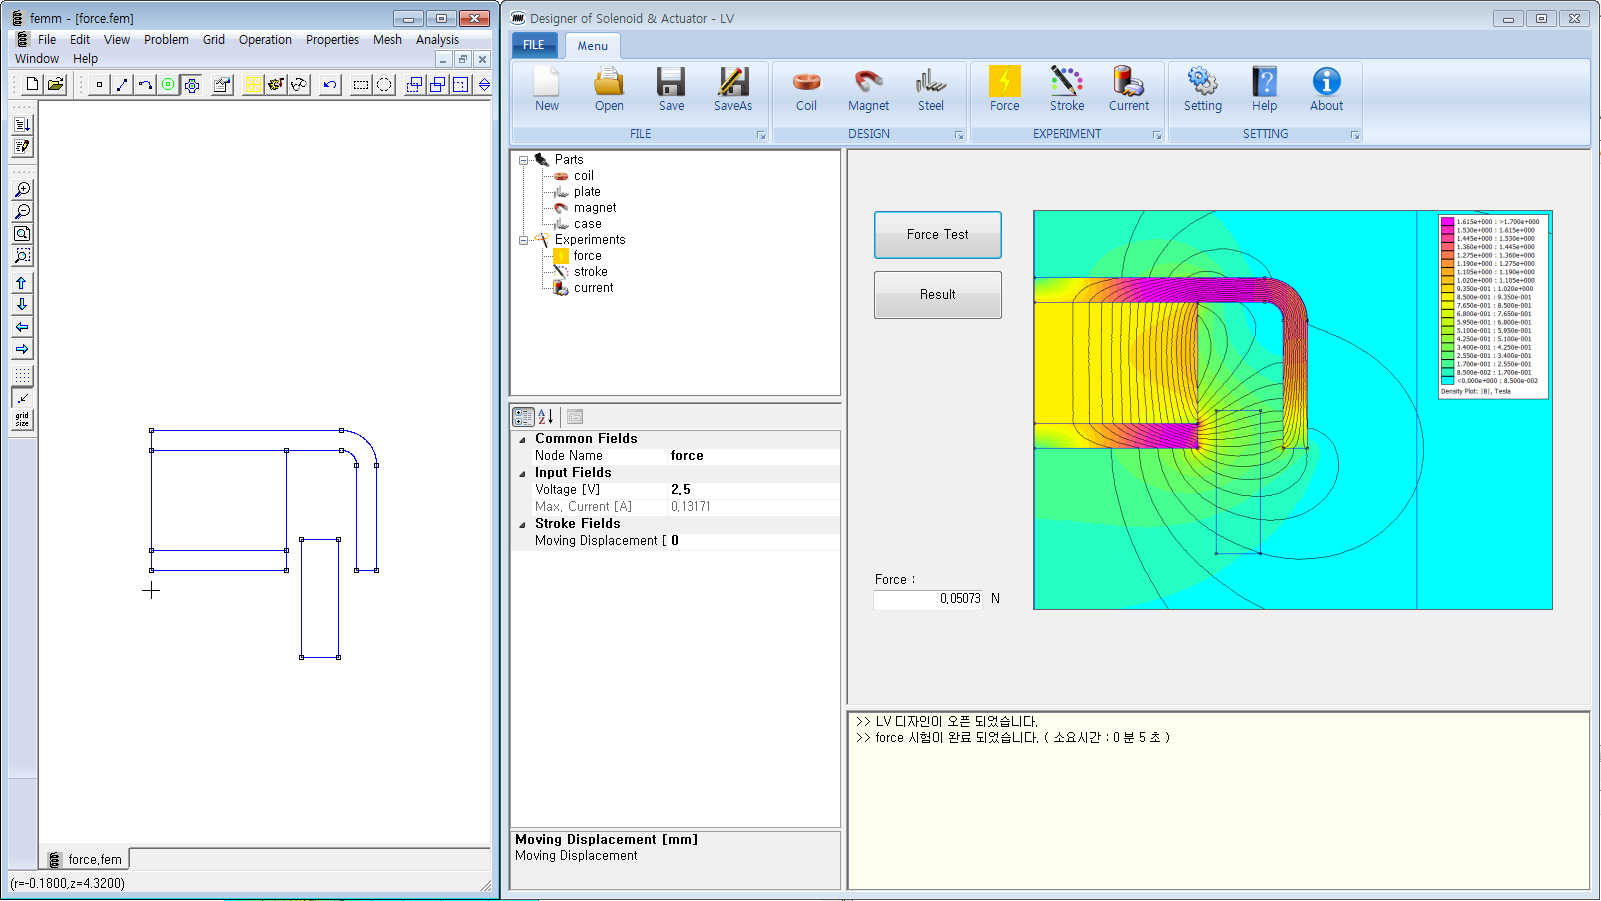 femm - [force.fem]
File Edit View Problem Grid Operation Properties Mesh Analysis
Window Help
grid
size
force.fem
(r=-0.1800,z=4.3200)
Designer of Solenoid & Actuator - LV
FILE Menu
New Open Save SaveAs Coil Magnet Steel Force Stroke Current Setting Help About
FILE DESIGN EXPERIMENT SETTING
Parts
coil
plate
magnet
case
Experiments
force
stroke
current
Common Fields
Node Name force
Input Fields
Voltage [V] 2.5
Max. Current [A] 0.13171
Stroke Fields
Moving Displacement [ 0
Moving Displacement [mm]
Moving Displacement
Force Test
Result
Force :
0.05073 N
1.615e+000 : >1.700e+000
1.530e+000 : 1.615e+000
1.445e+000 : 1.530e+000
1.360e+000 : 1.445e+000
1.275e+000 : 1.360e+000
1.190e+000 : 1.275e+000
1.105e+000 : 1.190e+000
1.020e+000 : 1.105e+000
9.350e-001 : 1.020e+000
8.500e-001 : 9.350e-001
7.650e-001 : 8.500e-001
6.800e-001 : 7.650e-001
5.950e-001 : 6.800e-001
5.100e-001 : 5.950e-001
4.250e-001 : 5.100e-001
3.400e-001 : 4.250e-001
2.550e-001 : 3.400e-001
1.700e-001 : 2.550e-001
8.500e-002 : 1.700e-001
<0.000e+000 : 8.500e-002
Density Plot: |B|, Tesla
>> LV 디자인이 오픈 되었습니다.
>> force 시험이 완료 되었습니다. ( 소요시간 : 0 분 5 초 )